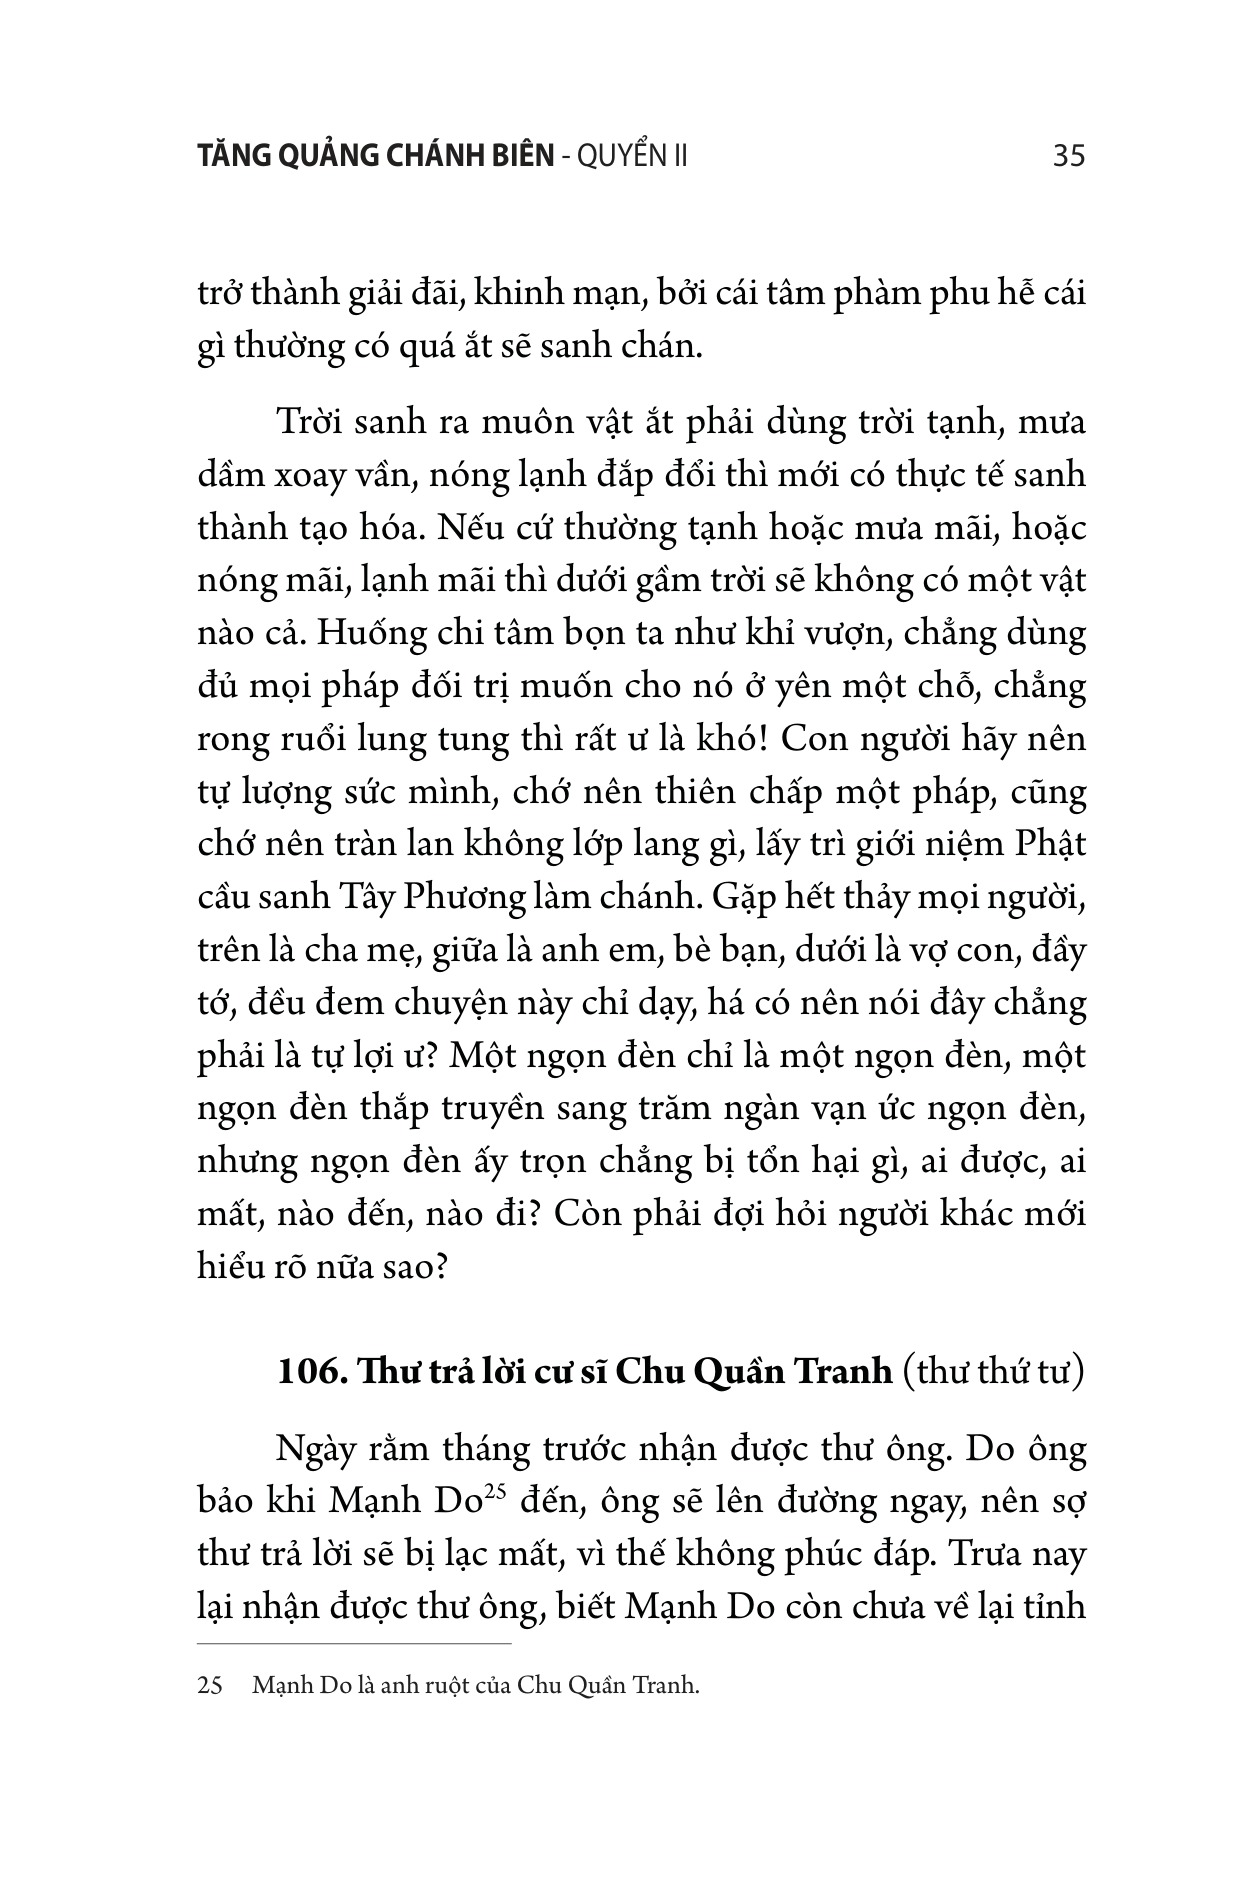 TĂNG QUẢNG CHÁNH BIÊN - QUYỂN II 35
trở thành giải đãi, khinh mạn, bởi cái tâm phàm phu hễ cái
gì thường có quá ắt sẽ sanh chán.
Trời sanh ra muôn vật ắt phải dùng trời tạnh, mưa
dầm xoay vần, nóng lạnh đắp đổi thì mới có thực tế sanh
thành tạo hóa. Nếu cứ thường tạnh hoặc mưa mãi, hoặc
nóng mãi, lạnh mãi thì dưới gầm trời sẽ không có một vật
nào cả. Huống chi tâm bọn ta như khỉ vượn, chẳng dùng
đủ mọi pháp đối trị muốn cho nó ở yên một chỗ, chẳng
rong ruổi lung tung thì rất ư là khó! Con người hãy nên
tự lượng sức mình, chớ nên thiên chấp một pháp, cũng
chớ nên tràn lan không lớp lang gì, lấy trì giới niệm Phật
cầu sanh Tây Phương làm chánh. Gặp hết thảy mọi người,
trên là cha mẹ, giữa là anh em, bè bạn, dưới là vợ con, đầy
tớ, đều đem chuyện này chỉ dạy, há có nên nói đây chẳng
phải là tự lợi ư? Một ngọn đèn chỉ là một ngọn đèn, một
ngọn đèn thắp truyền sang trăm ngàn vạn ức ngọn đèn,
nhưng ngọn đèn ấy trọn chẳng bị tổn hại gì, ai được, ai
mất, nào đến, nào đi? Còn phải đợi hỏi người khác mới
hiểu rõ nữa sao?
106. Thư trả lời cư sĩ Chu Quần Tranh (thư thứ tư)
Ngày rằm tháng trước nhận được thư ông. Do ông
bảo khi Mạnh Do25 đến, ông sẽ lên đường ngay, nên sợ
thư trả lời sẽ bị lạc mất, vì thế không phúc đáp. Trưa nay
lại nhận được thư ông, biết Mạnh Do còn chưa về lại tỉnh
25 Mạnh Do là anh ruột của Chu Quần Tranh.